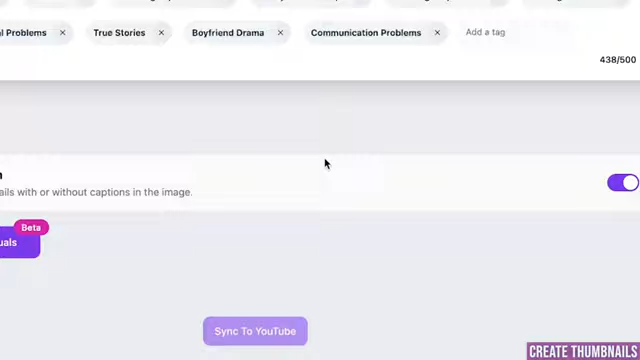 l Problems × True Stories × Boyfriend Drama × Communication Problems × Add a tag
438/500
n
ails with or without captions in the image.
Beta
uals
Sync To YouTube
CREATE THUMBNAILS